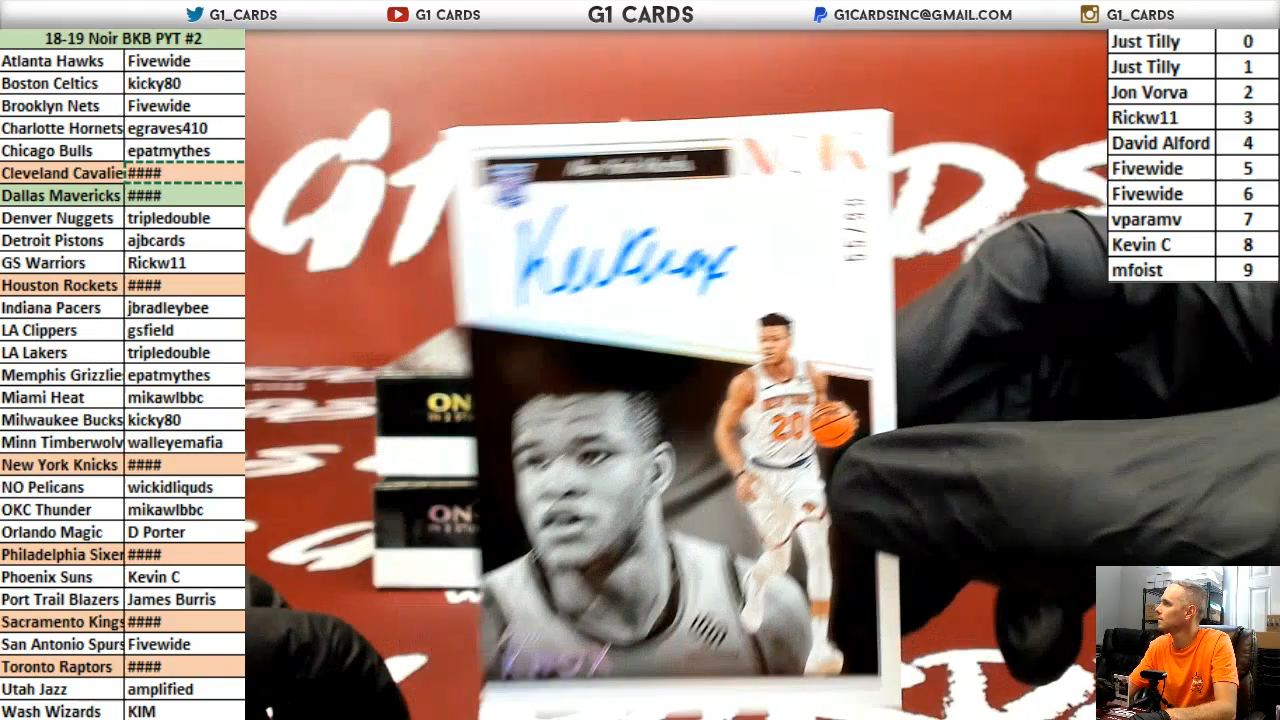 G1_CARDS
G1 CARDS
G1 CARDS
G1CARDSINC@GMAIL.COM
G1_CARDS
18-19 Noir BKB PYT #2
Atlanta Hawks Fivewide
Boston Celtics kicky80
Brooklyn Nets Fivewide
Charlotte Hornets egraves410
Chicago Bulls epatmythes
Cleveland Cavalie ####
Dallas Mavericks ####
Denver Nuggets tripledouble
Detroit Pistons ajbcards
GS Warriors Rickw11
Houston Rockets ####
Indiana Pacers jbradleybee
LA Clippers gsfield
LA Lakers tripledouble
Memphis Grizzlie epatmythes
Miami Heat mikawlbbc
Milwaukee Bucks kicky80
Minn Timberwolv walleyemafia
New York Knicks ####
NO Pelicans wickidliquds
OKC Thunder mikawlbbc
Orlando Magic D Porter
Philadelphia Sixer ####
Phoenix Suns Kevin C
Port Trail Blazers James Burris
Sacramento Kings ####
San Antonio Spurs Fivewide
Toronto Raptors ####
Utah Jazz amplified
Wash Wizards KIM
Just Tilly 0
Just Tilly 1
Jon Vorva 2
Rickw11 3
David Alford 4
Fivewide 5
Fivewide 6
vparamv 7
Kevin C 8
mfoist 9
20
ON
ON